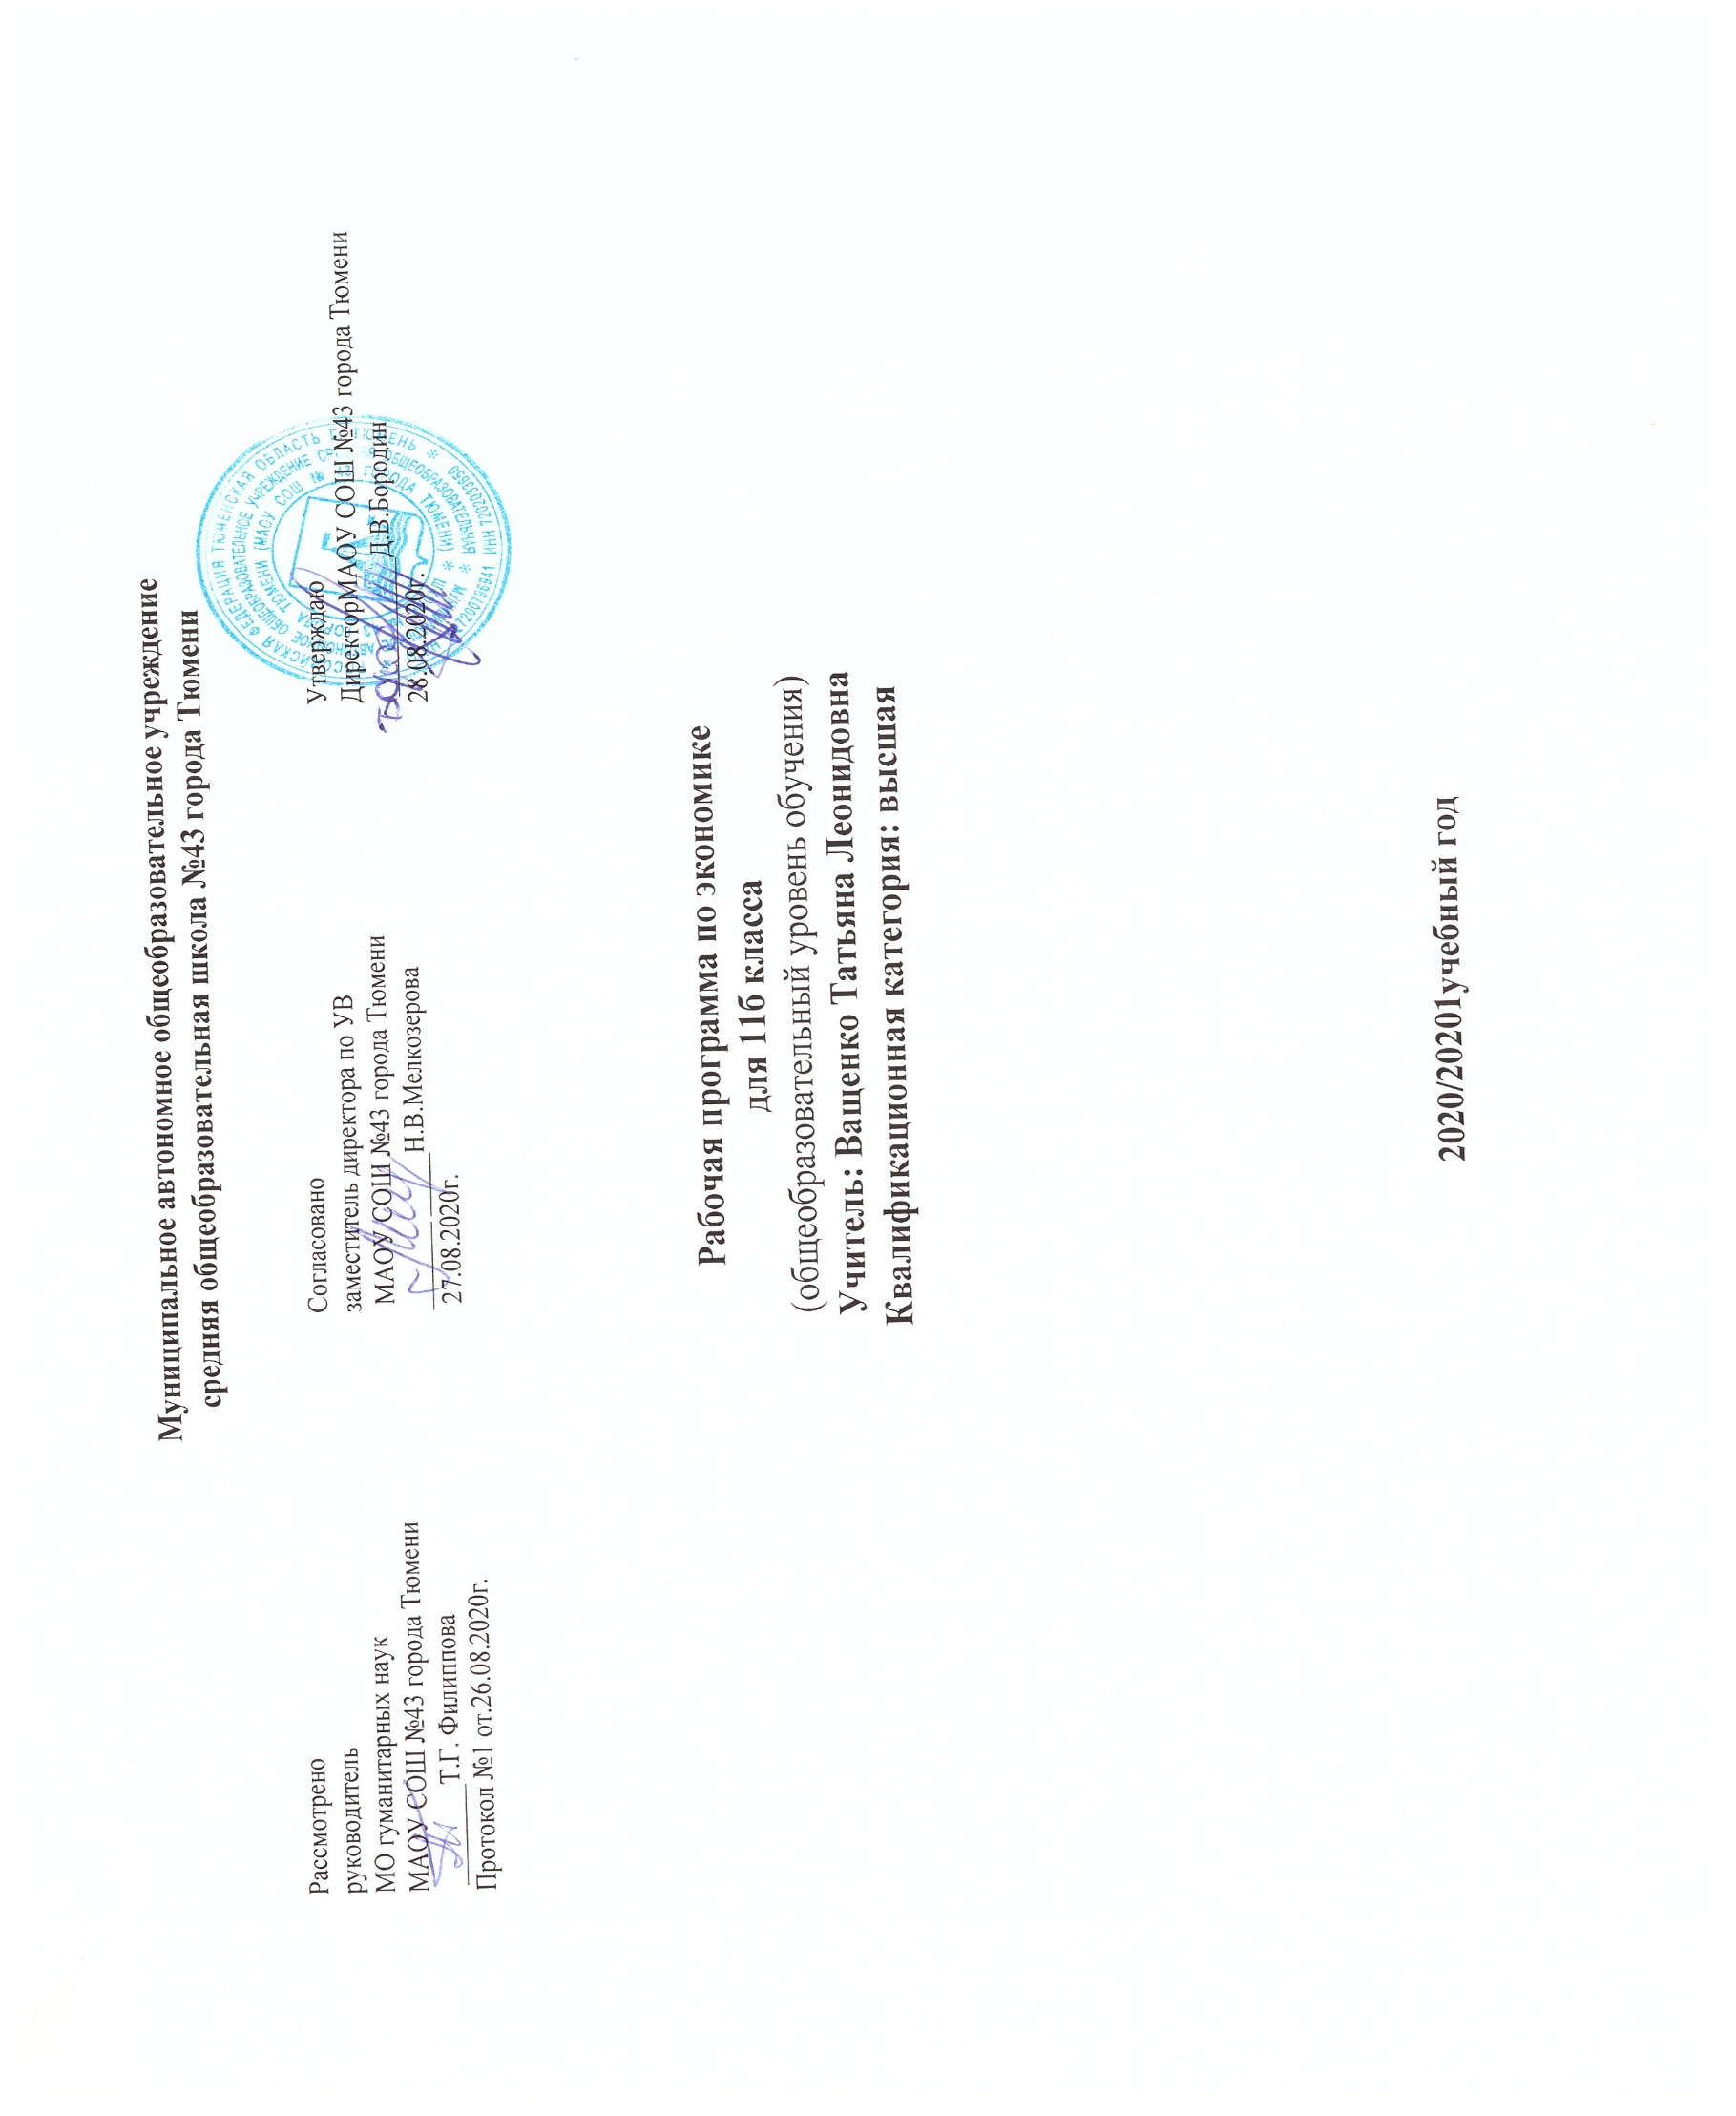 Муниципальное автономное общеобразовательное учреждение
средняя общеобразовательная школа №43 города Тюмени
Рассмотрено
руководитель
МО гуманитарных наук
МАОУ СОШ №43 города Тюмени
Т.Г. Филиппова
Протокол №1 от.26.08.2020г.
Согласовано
заместитель директора по УВ
МАОУ СОШ №43 города Тюмени
Н.В.Мелкозерова
27.08.2020г.
Утверждаю
ДиректорМАОУ СОШ №43 города Тюмени
Д.В.Бородин
28.08.2020г.
Рабочая программа по экономике
для 11б класса
(общеобразовательный уровень обучения)
Учитель: Ващенко Татьяна Леонидовна
Квалификационная категория: высшая
2020/20201учебный год